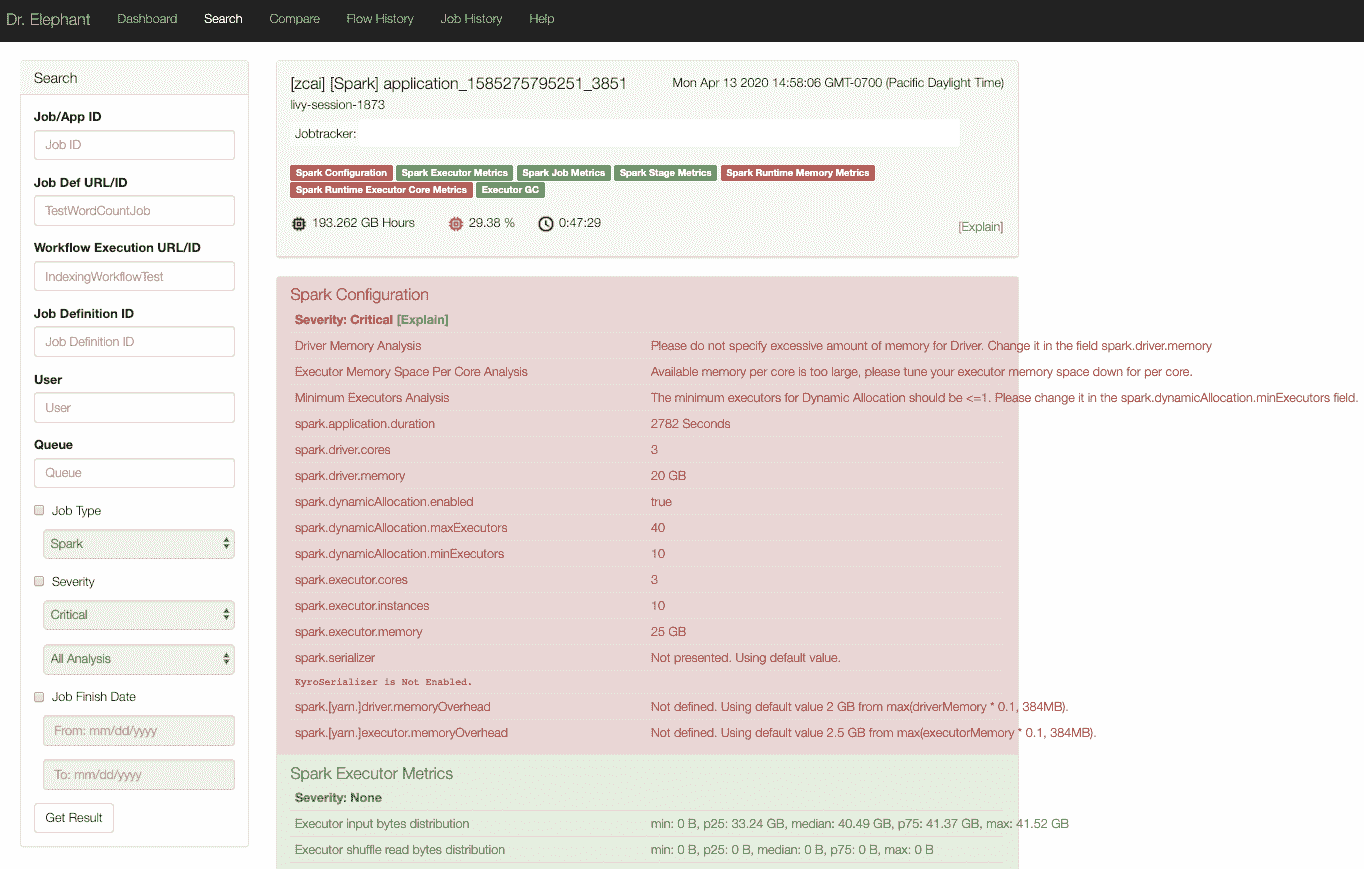 Dr. Elephant Dashboard Search Compare Flow History Job History Help
Search
Job/App ID
Job ID
Job Def URL/ID
TestWordCountJob
Workflow Execution URL/ID
IndexingWorkflowTest
Job Definition ID
Job Definition ID
User
User
Queue
Queue
Job Type
Spark
Severity
Critical
All Analysis
Job Finish Date
From: mm/dd/yyyy
To: mm/dd/yyyy
Get Result
[zcai] [Spark] application_1585275795251_3851 Mon Apr 13 2020 14:58:06 GMT-0700 (Pacific Daylight Time)
livy-session-1873
Jobtracker:
Spark Configuration Spark Executor Metrics Spark Job Metrics Spark Stage Metrics Spark Runtime Memory Metrics
Spark Runtime Executor Core Metrics Executor GC
193.262 GB Hours 29.38 % 0:47:29 [Explain]
Spark Configuration
Severity: Critical [Explain]
Driver Memory Analysis Please do not specify excessive amount of memory for Driver. Change it in the field spark.driver.memory
Executor Memory Space Per Core Analysis Available memory per core is too large, please tune your executor memory space down for per core.
Minimum Executors Analysis The minimum executors for Dynamic Allocation should be <=1. Please change it in the spark.dynamicAllocation.minExecutors field.
spark.application.duration 2782 Seconds
spark.driver.cores 3
spark.driver.memory 20 GB
spark.dynamicAllocation.enabled true
spark.dynamicAllocation.maxExecutors 40
spark.dynamicAllocation.minExecutors 10
spark.executor.cores 3
spark.executor.instances 10
spark.executor.memory 25 GB
spark.serializer Not presented. Using default value.
KyroSerializer is Not Enabled.
spark.[yarn.]driver.memoryOverhead Not defined. Using default value 2 GB from max(driverMemory * 0.1, 384MB).
spark.[yarn.]executor.memoryOverhead Not defined. Using default value 2.5 GB from max(executorMemory * 0.1, 384MB).
Spark Executor Metrics
Severity: None
Executor input bytes distribution min: 0 B, p25: 33.24 GB, median: 40.49 GB, p75: 41.37 GB, max: 41.52 GB
Executor shuffle read bytes distribution min: 0 B, p25: 0 B, median: 0 B, p75: 0 B, max: 0 B